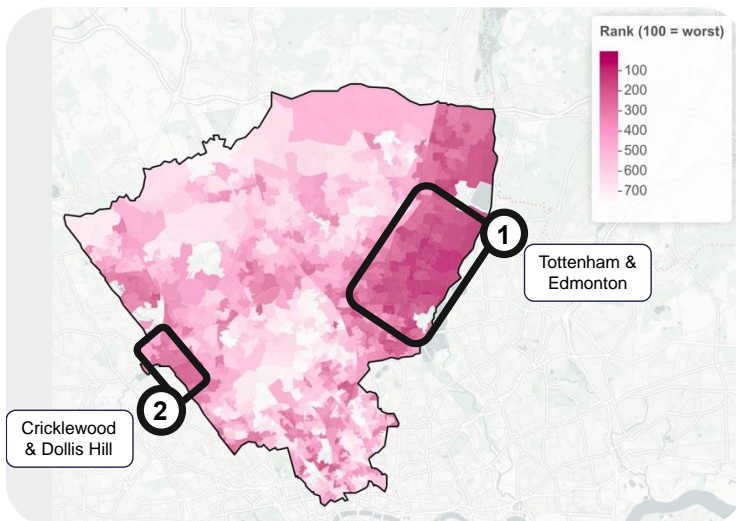 Rank (100 = worst)
100
200
300
400
500
600
700
1
Tottenham &
Edmonton
2
Cricklewood
& Dollis Hill